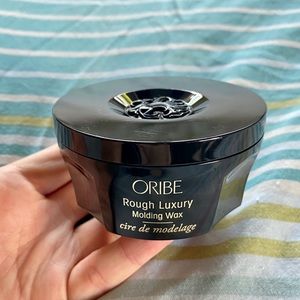 ORIBE
Rough Luxury
Molding Wax
cire de modelage